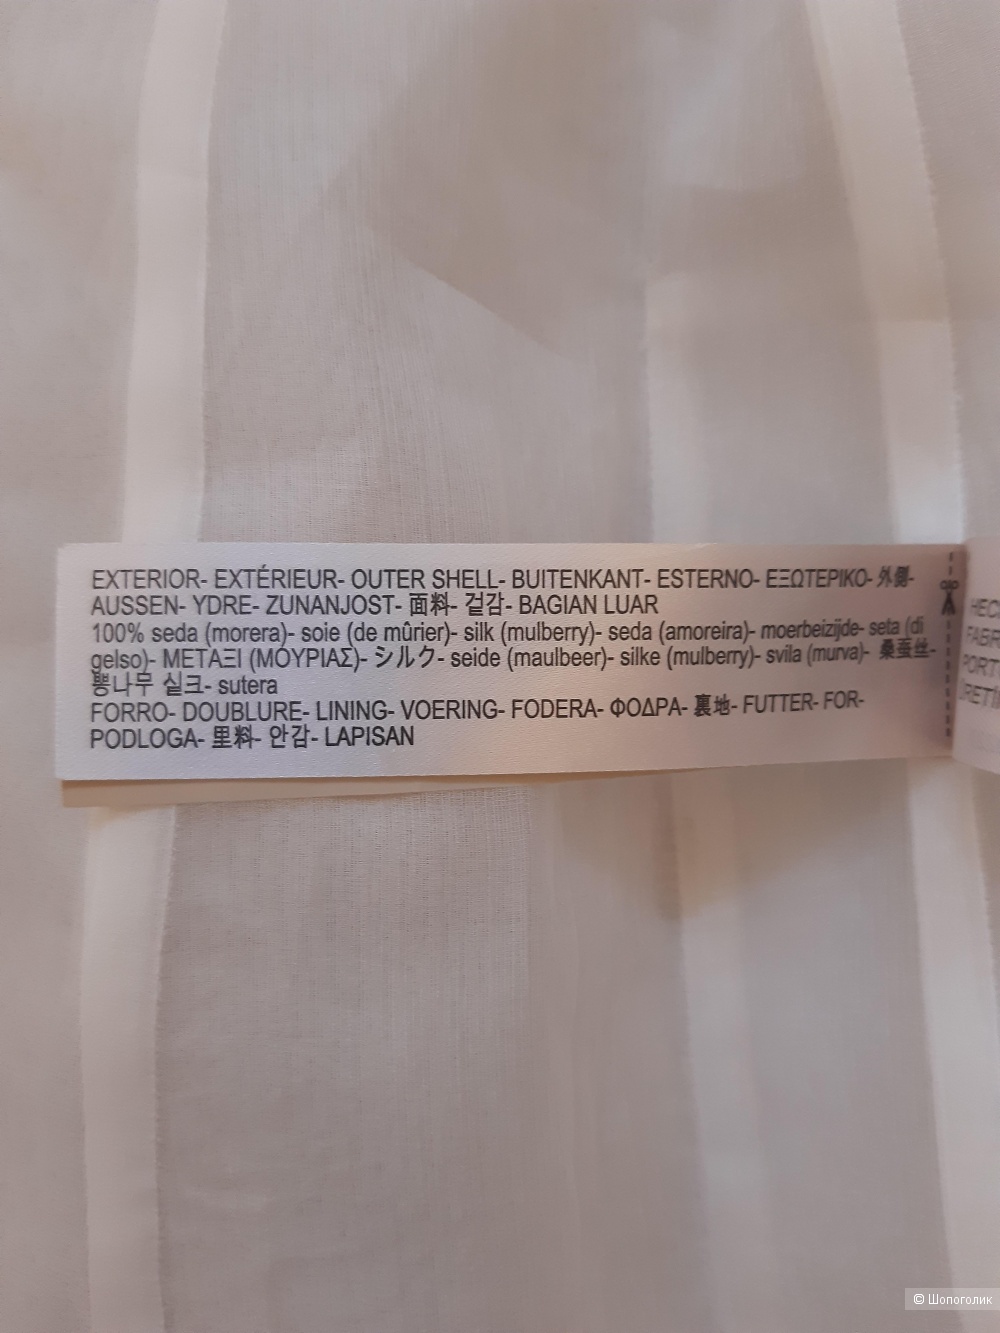 EXTERIOR- EXTÉRIEUR- OUTER SHELL- BUITENKANT- ESTERNO- ΕΞΩΤΕΡΙΚΟ- 外側-
AUSSEN- YDRE- ZUNANJOST- 面料- 겉감- BAGIAN LUAR
100% seda (morera)- soie (de mûrier)- silk (mulberry)- seda (amoreira)- moerbeizijde- seta (di
gelso)- ΜΕΤΑΞΙ (ΜΟΥΡΙΑΣ)- シルク- seide (maulbeer)- silke (mulberry)- svila (murva)- 桑蚕丝-
뽕나무 실크- sutera
FORRO- DOUBLURE- LINING- VOERING- FODERA- ΦΟΔΡΑ- 裏地- FUTTER- FOR-
PODLOGA- 里料- 안감- LAPISAN
© Шопоголик